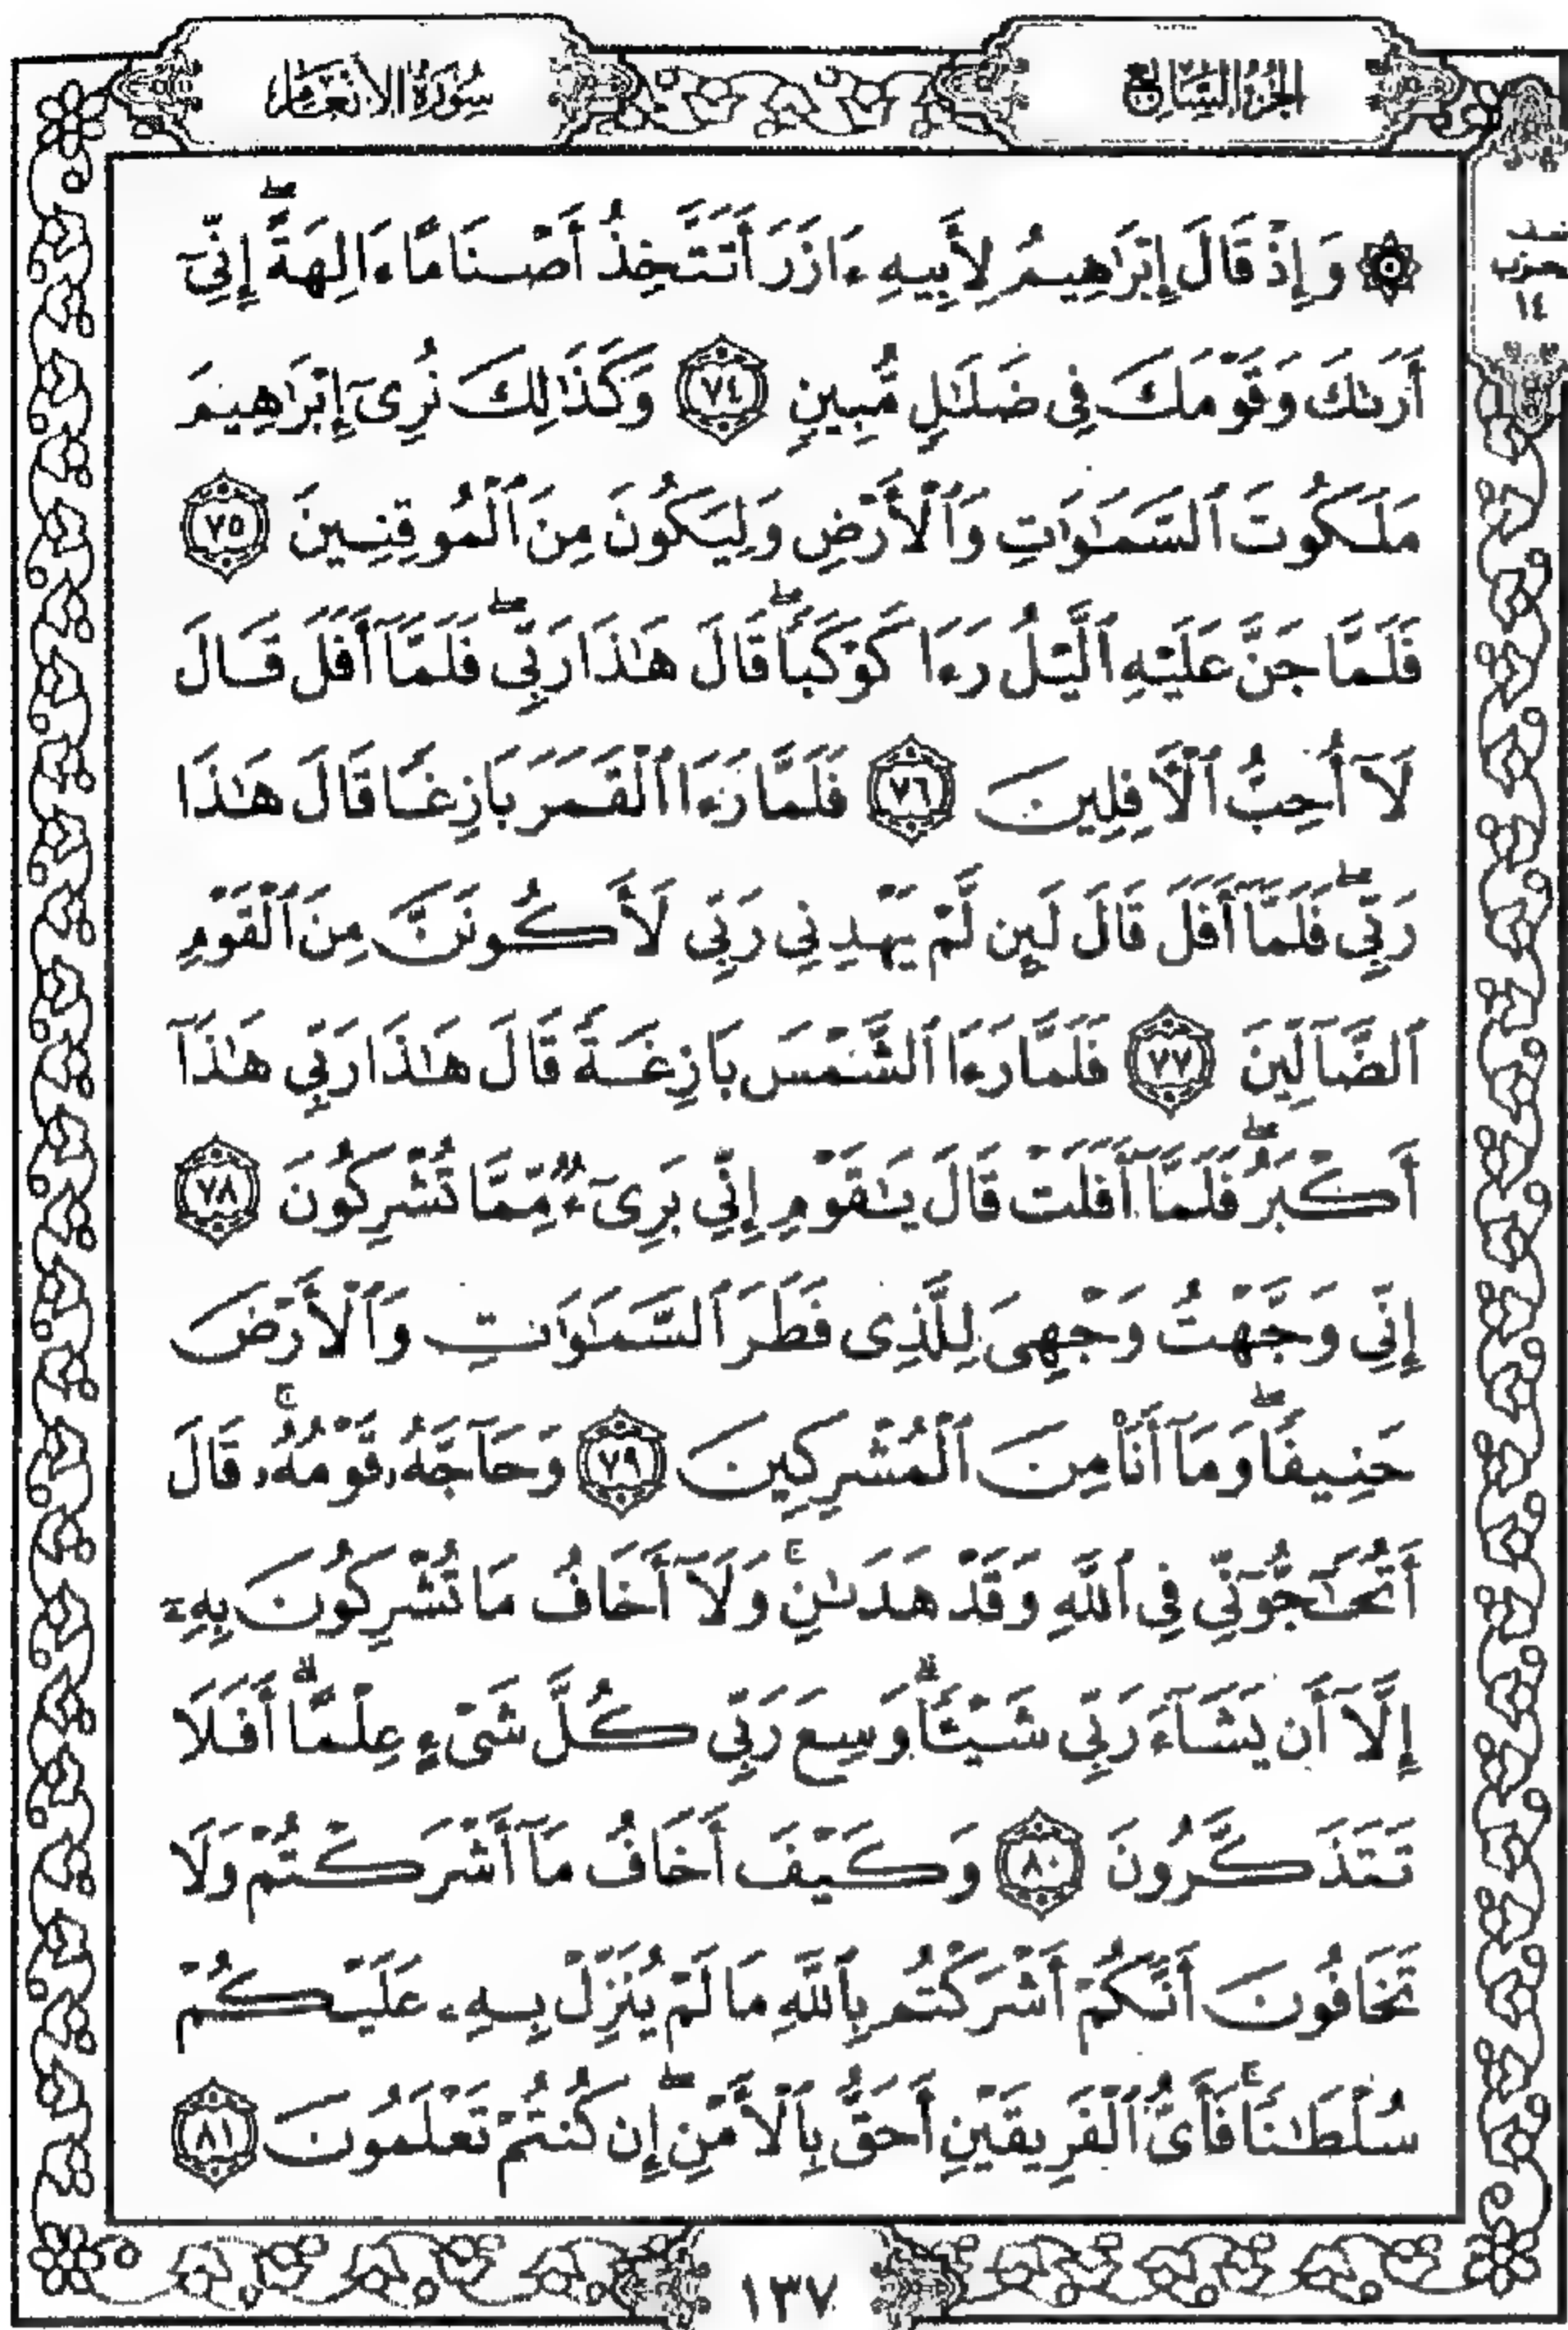 الجزء السابع
سورة الأنعام
۞ وَإِذْ قَالَ إِبْرَٰهِيمُ لِأَبِيهِ ءَازَرَ أَتَتَّخِذُ أَصْنَامًا ءَالِهَةً ۖ إِنِّىٓ
أَرَىٰكَ وَقَوْمَكَ فِى ضَلَٰلٍ مُّبِينٍ ٧٤ وَكَذَٰلِكَ نُرِىٓ إِبْرَٰهِيمَ
مَلَكُوتَ ٱلسَّمَٰوَٰتِ وَٱلْأَرْضِ وَلِيَكُونَ مِنَ ٱلْمُوقِنِينَ ٧٥
فَلَمَّا جَنَّ عَلَيْهِ ٱلَّيْلُ رَءَا كَوْكَبًا ۖ قَالَ هَٰذَا رَبِّى ۖ فَلَمَّآ أَفَلَ قَالَ
لَآ أُحِبُّ ٱلْأَفِلِينَ ٧٦ فَلَمَّا رَءَا ٱلْقَمَرَ بَازِغًا قَالَ هَٰذَا
رَبِّى ۖ فَلَمَّآ أَفَلَ قَالَ لَئِن لَّمْ يَهْدِنِى رَبِّى لَأَكُونَنَّ مِنَ ٱلْقَوْمِ
ٱلضَّآلِّينَ ٧٧ فَلَمَّا رَءَا ٱلشَّمْسَ بَازِغَةً قَالَ هَٰذَا رَبِّى هَٰذَآ
أَكْبَرُ ۖ فَلَمَّآ أَفَلَتْ قَالَ يَٰقَوْمِ إِنِّى بَرِىٓءٌ مِّمَّا تُشْرِكُونَ ٧٨
إِنِّى وَجَّهْتُ وَجْهِىَ لِلَّذِى فَطَرَ ٱلسَّمَٰوَٰتِ وَٱلْأَرْضَ
حَنِيفًا ۖ وَمَآ أَنَا۠ مِنَ ٱلْمُشْرِكِينَ ٧٩ وَحَآجَّهُۥ قَوْمُهُۥ ۚ قَالَ
أَتُحَٰٓجُّوٓنِّى فِى ٱللَّهِ وَقَدْ هَدَىٰنِ ۚ وَلَآ أَخَافُ مَا تُشْرِكُونَ بِهِۦٓ
إِلَّآ أَن يَشَآءَ رَبِّى شَيْـًٔا ۗ وَسِعَ رَبِّى كُلَّ شَىْءٍ عِلْمًا ۗ أَفَلَا
تَتَذَكَّرُونَ ٨٠ وَكَيْفَ أَخَافُ مَآ أَشْرَكْتُمْ وَلَا
تَخَافُونَ أَنَّكُمْ أَشْرَكْتُم بِٱللَّهِ مَا لَمْ يُنَزِّلْ بِهِۦ عَلَيْكُمْ
سُلْطَٰنًا ۚ فَأَىُّ ٱلْفَرِيقَيْنِ أَحَقُّ بِٱلْأَمْنِ ۖ إِن كُنتُمْ تَعْلَمُونَ ٨١
١٤
١٣٧